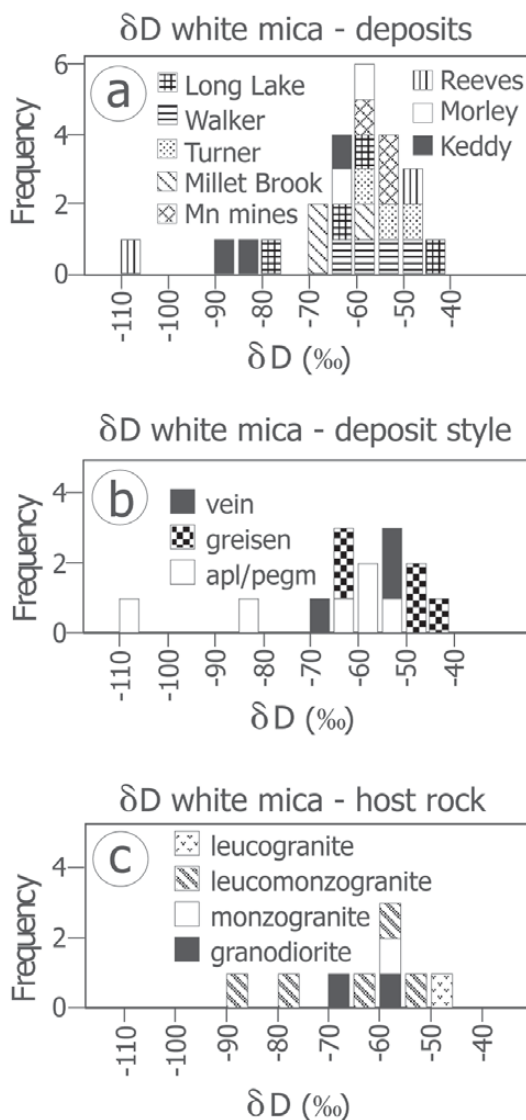 δD white mica - deposits
a
Long Lake
Walker
Turner
Millet Brook
Mn mines
Reeves
Morley
Keddy
Frequency
6
4
2
0
-110 -100 -90 -80 -70 -60 -50 -40
δD (‰)
δD white mica - deposit style
b
vein
greisen
apl/pegm
Frequency
4
2
0
-110 -100 -90 -80 -70 -60 -50 -40
δD (‰)
δD white mica - host rock
c
leucogranite
leucomonzogranite
monzogranite
granodiorite
Frequency
4
2
0
-110 -100 -90 -80 -70 -60 -50 -40
δD (‰)